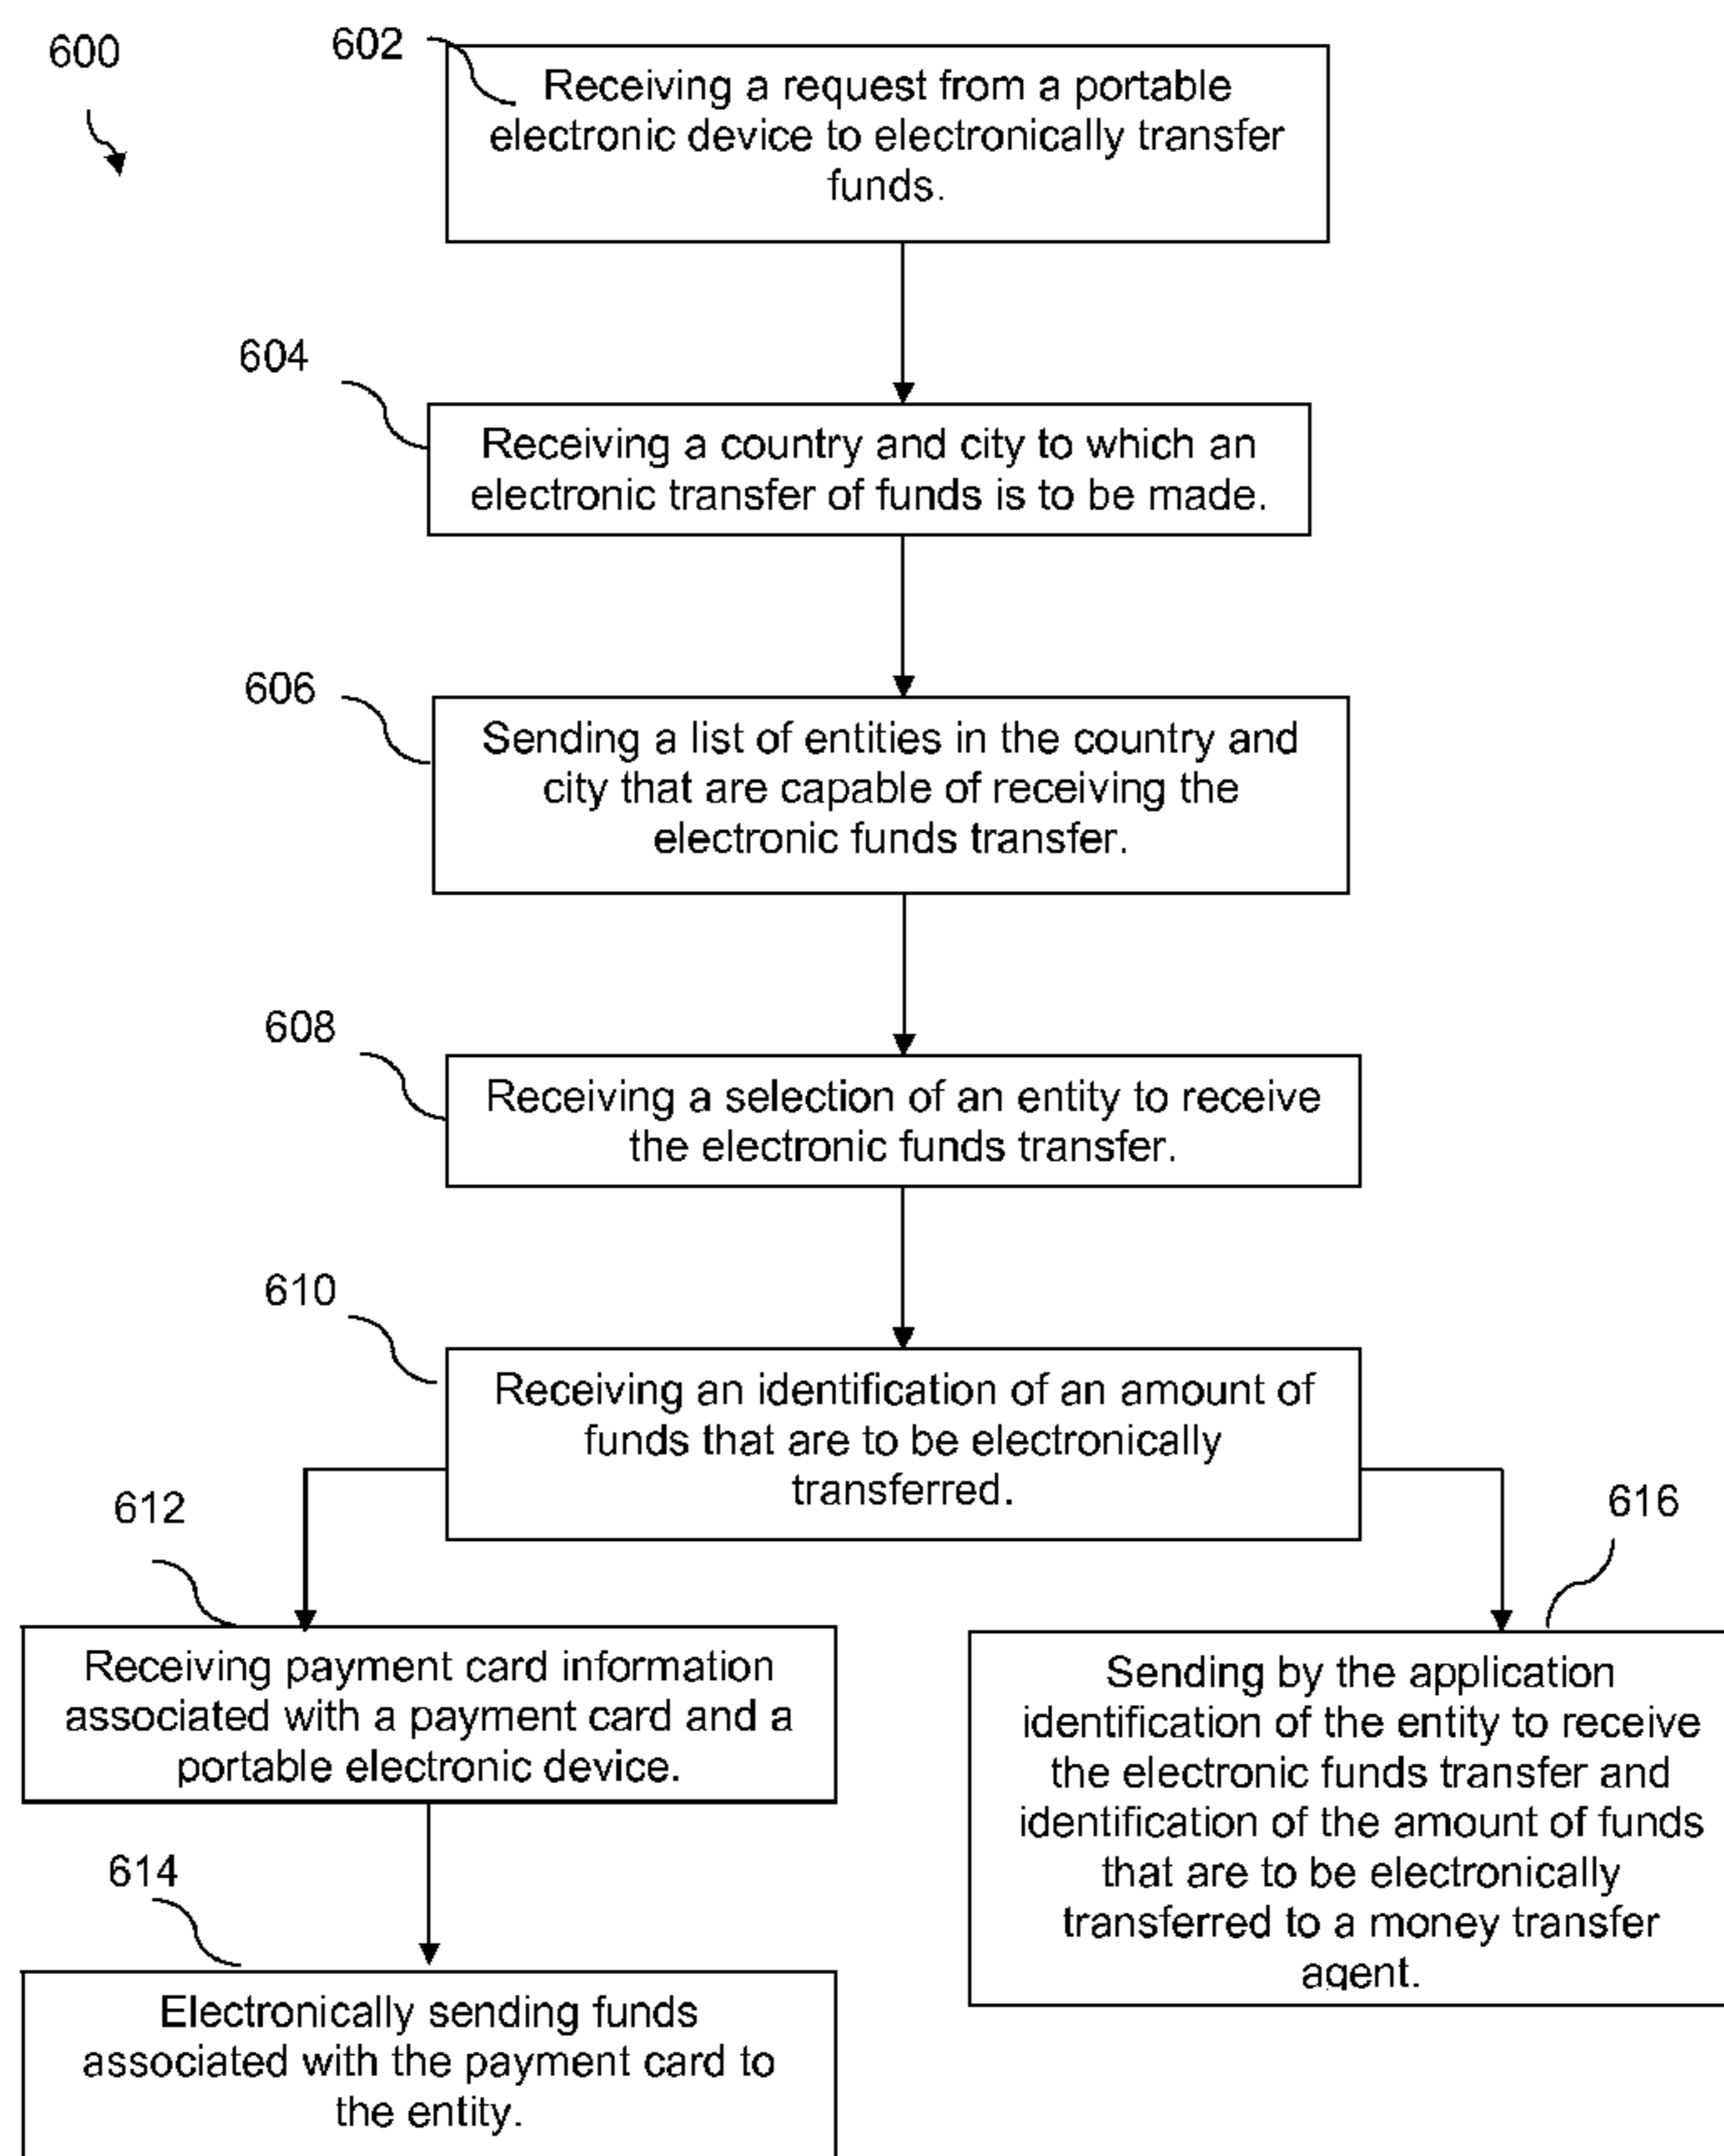 600
602
Receiving a request from a portable
electronic device to electronically transfer
funds.
604
Receiving a country and city to which an
electronic transfer of funds is to be made.
606
Sending a list of entities in the country and
city that are capable of receiving the
electronic funds transfer.
608
Receiving a selection of an entity to receive
the electronic funds transfer.
610
Receiving an identification of an amount of
funds that are to be electronically
transferred.
612
Receiving payment card information
associated with a payment card and a
portable electronic device.
614
Electronically sending funds
associated with the payment card to
the entity.
616
Sending by the application
identification of the entity to receive
the electronic funds transfer and
identification of the amount of funds
that are to be electronically
transferred to a money transfer
agent.